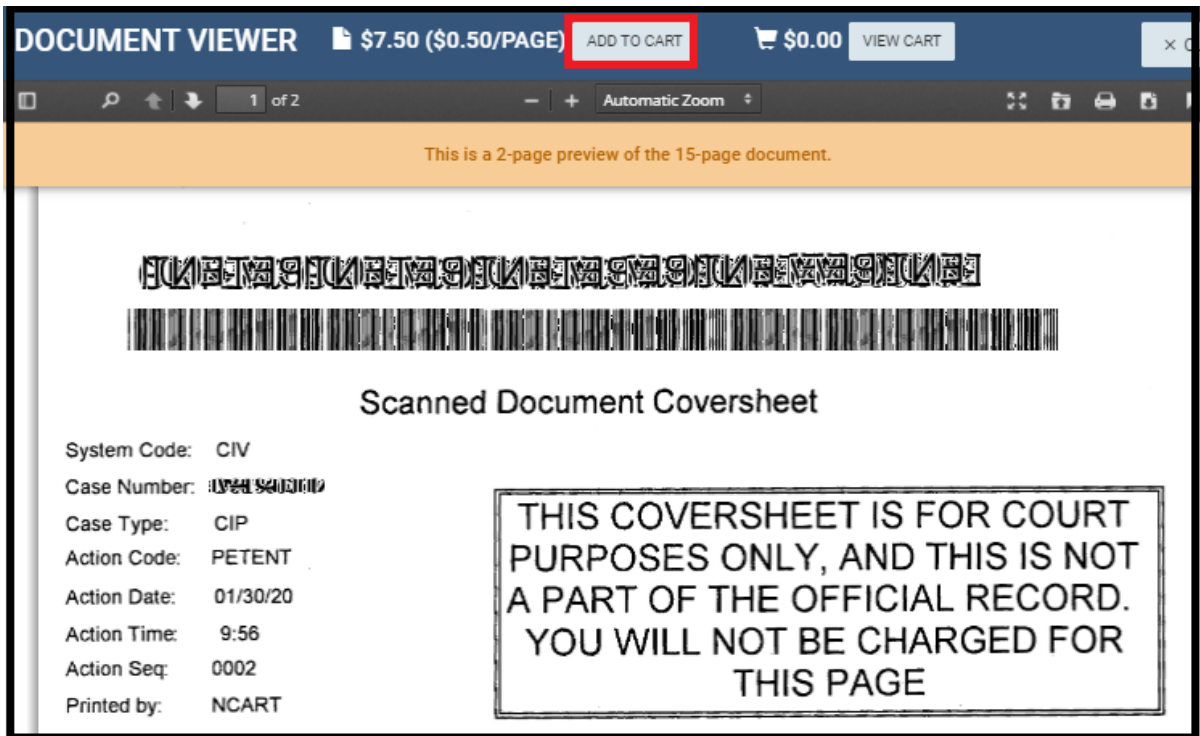 DOCUMENT VIEWER $7.50 ($0.50/PAGE) ADD TO CART $0.00 VIEW CART ×
1 of 2 − + Automatic Zoom
This is a 2-page preview of the 15-page document.
Scanned Document Coversheet
System Code: CIV
Case Number:
Case Type: CIP
Action Code: PETENT
Action Date: 01/30/20
Action Time: 9:56
Action Seq: 0002
Printed by: NCART
THIS COVERSHEET IS FOR COURT
PURPOSES ONLY, AND THIS IS NOT
A PART OF THE OFFICIAL RECORD.
YOU WILL NOT BE CHARGED FOR
THIS PAGE